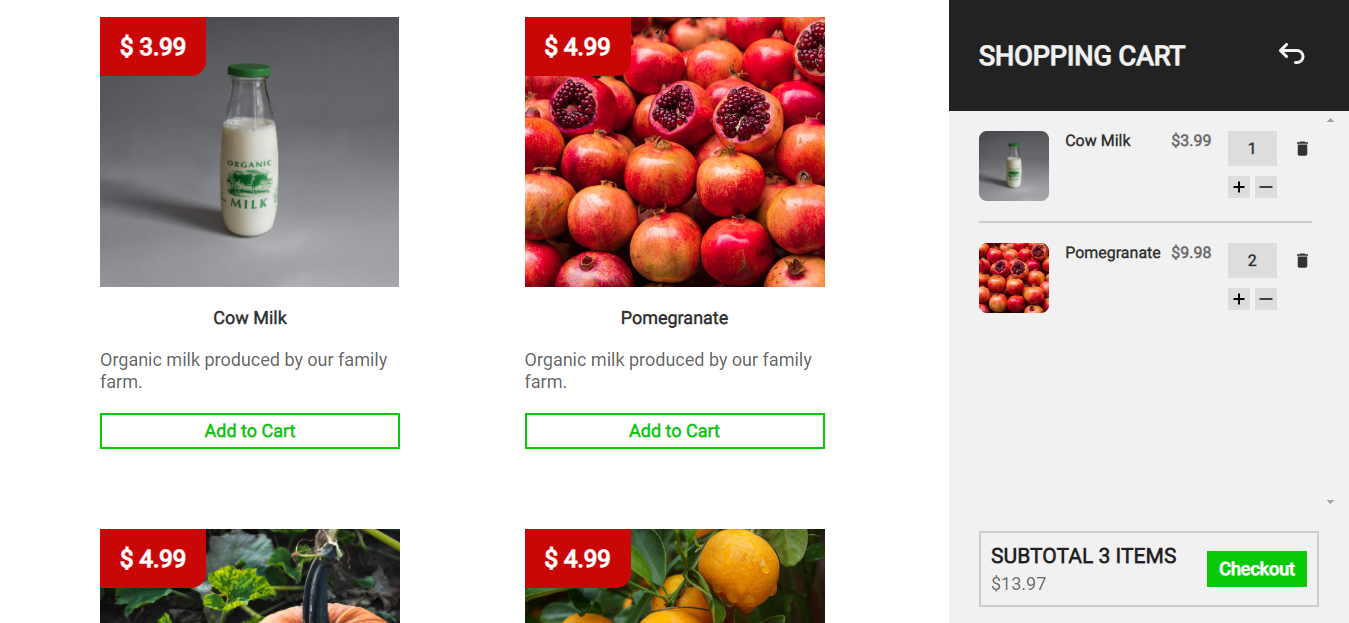 $ 3.99
ORGANIC
MILK
Cow Milk
Organic milk produced by our family
farm.
Add to Cart
$ 4.99
Pomegranate
Organic milk produced by our family
farm.
Add to Cart
$ 4.99
$ 4.99
SHOPPING CART
Cow Milk $3.99 1
+ −
Pomegranate $9.98 2
+ −
SUBTOTAL 3 ITEMS
$13.97
Checkout